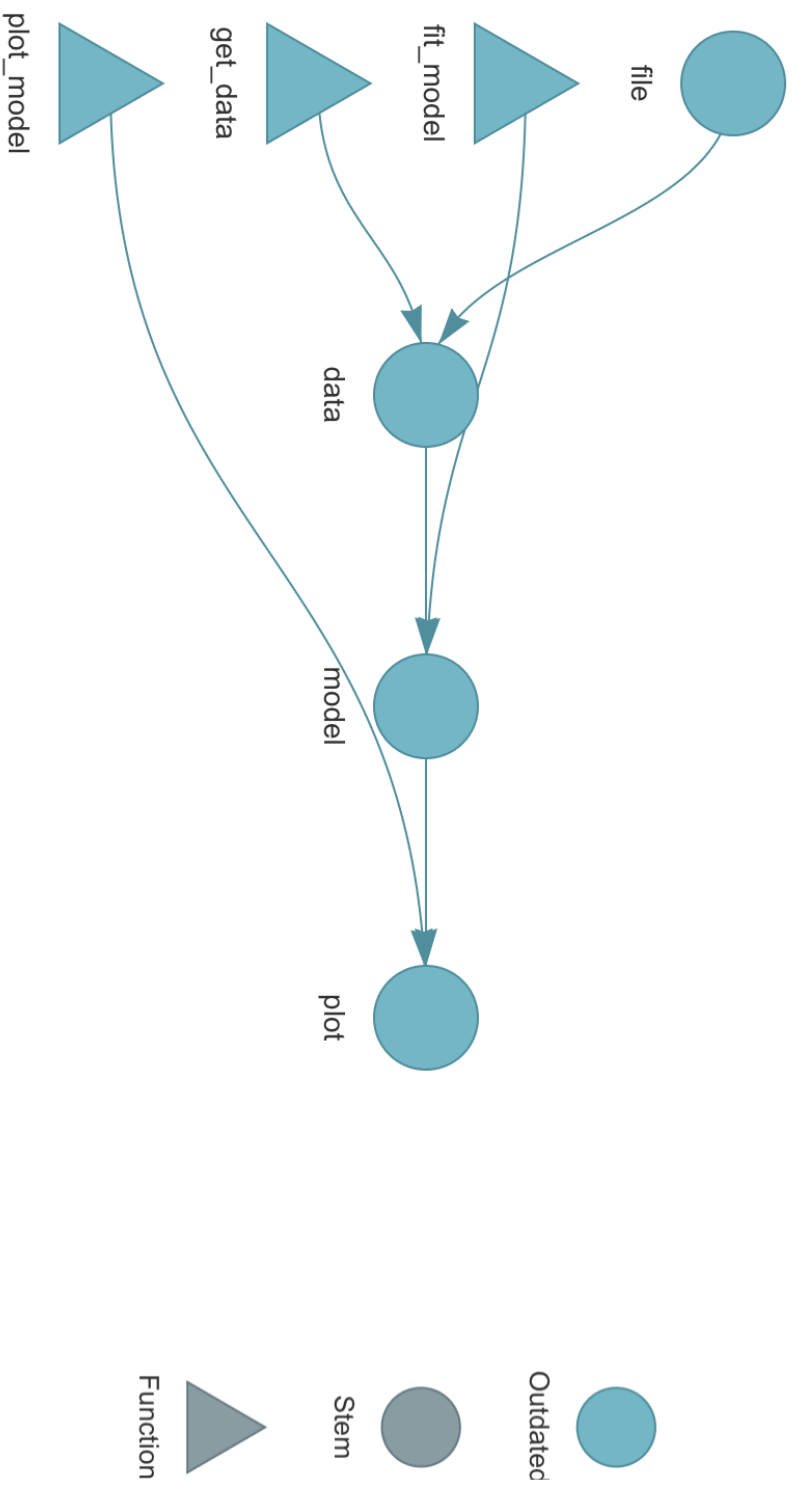 file
fit_model
get_data
plot_model
data
model
plot
Outdated
Stem
Function